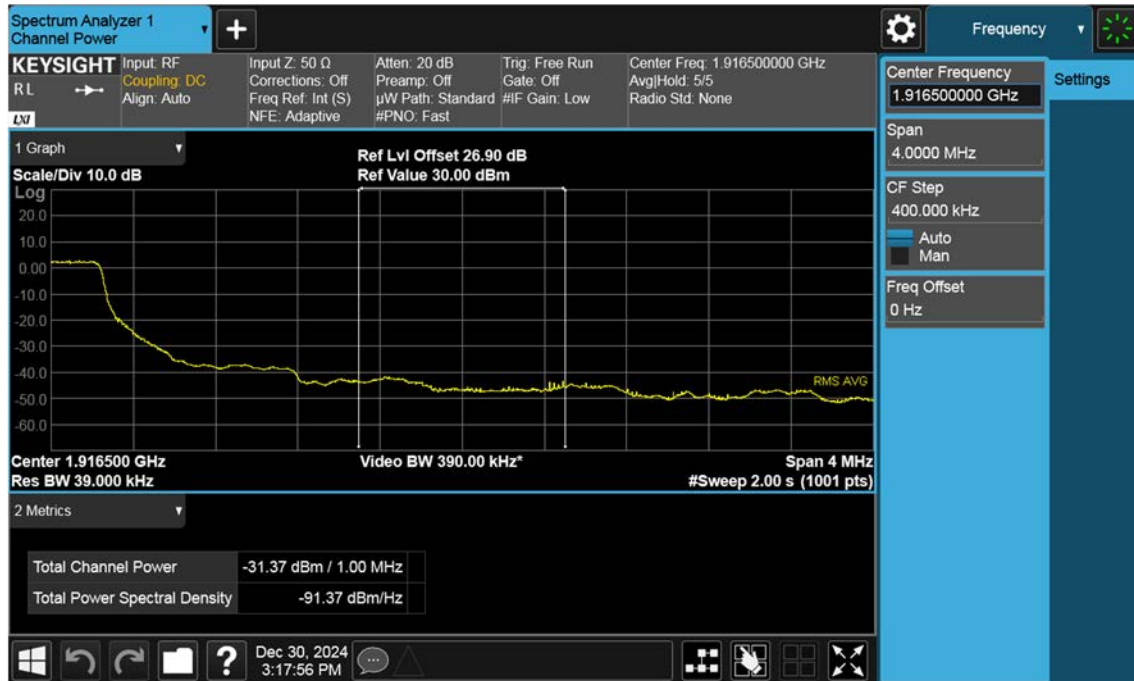 Spectrum Analyzer 1
Channel Power
+
Frequency
KEYSIGHT
RL
LXI
Input: RF
Coupling: DC
Align: Auto
Input Z: 50 Ω
Corrections: Off
Freq Ref: Int (S)
NFE: Adaptive
Atten: 20 dB
Preamp: Off
µW Path: Standard
#PNO: Fast
Trig: Free Run
Gate: Off
#IF Gain: Low
Center Freq: 1.916500000 GHz
Avg|Hold: 5/5
Radio Std: None
1 Graph
Scale/Div 10.0 dB
Ref Lvl Offset 26.90 dB
Ref Value 30.00 dBm
Log
20.0
10.0
0.00
-10.0
-20.0
-30.0
-40.0
-50.0
-60.0
RMS AVG
Center 1.916500 GHz
Res BW 39.000 kHz
Video BW 390.00 kHz*
Span 4 MHz
#Sweep 2.00 s (1001 pts)
2 Metrics
Total Channel Power -31.37 dBm / 1.00 MHz
Total Power Spectral Density -91.37 dBm/Hz
?
Dec 30, 2024
3:17:56 PM
Center Frequency
1.916500000 GHz
Span
4.0000 MHz
CF Step
400.000 kHz
Auto
Man
Freq Offset
0 Hz
Settings